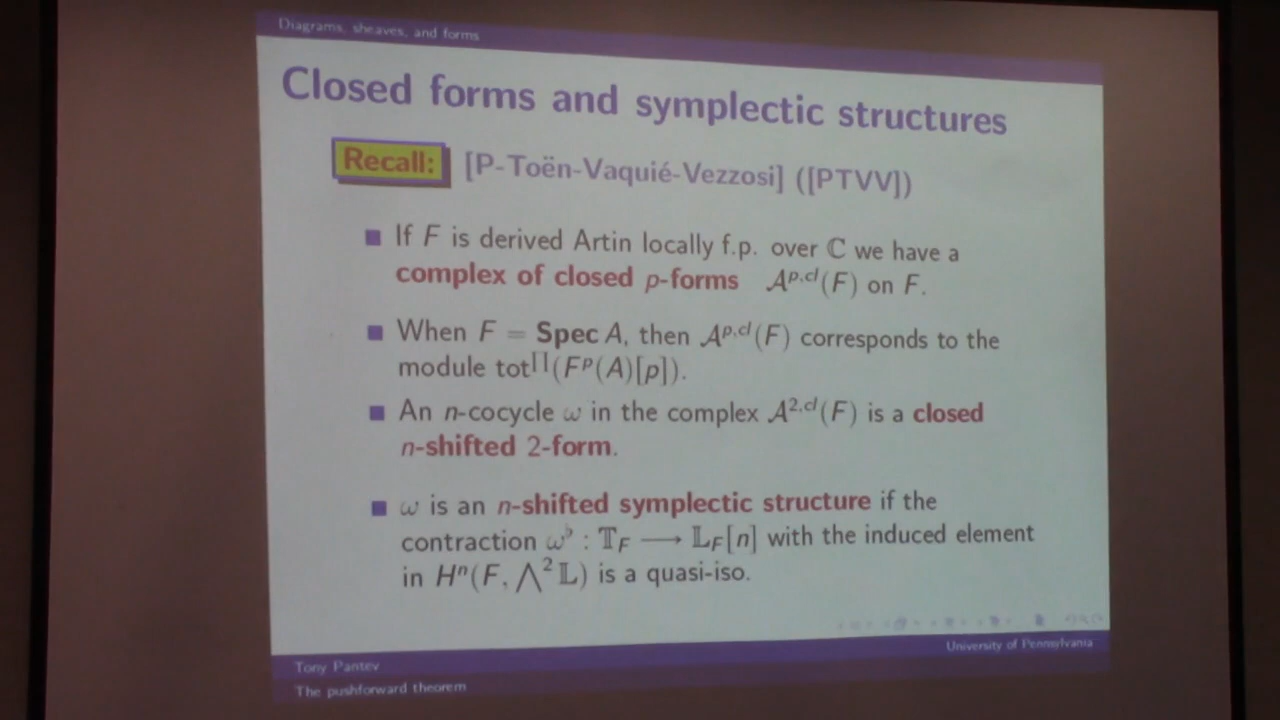 Diagrams, sheaves, and forms
Closed forms and symplectic structures
Recall: [P-Toën-Vaquié-Vezzosi] ([PTVV])
If F is derived Artin locally f.p. over ℂ we have a
complex of closed p-forms 𝒜^{p,cl}(F) on F.
When F = Spec A, then 𝒜^{p,cl}(F) corresponds to the
module tot^∏(F^p(A)[p]).
An n-cocycle ω in the complex 𝒜^{2,cl}(F) is a closed
n-shifted 2-form.
ω is an n-shifted symplectic structure if the
contraction ω^♭ : 𝕋_F ⟶ 𝕃_F[n] with the induced element
in H^n(F, ⋀^2 𝕃) is a quasi-iso.
University of Pennsylvania
Tony Pantev
The pushforward theorem